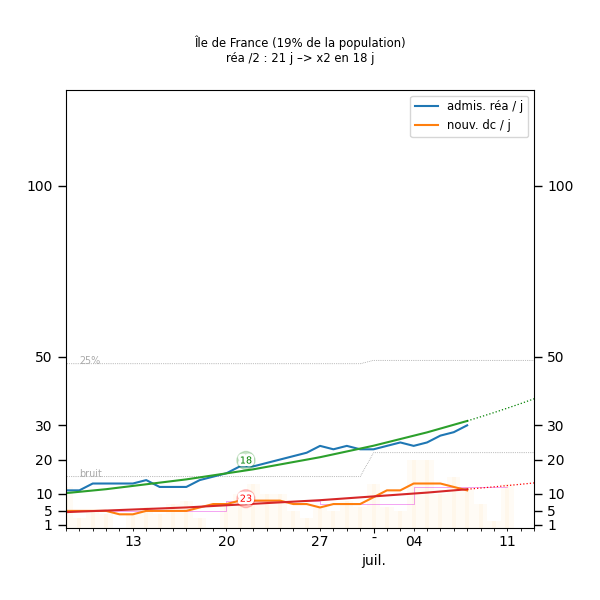 Île de France (19% de la population)
réa /2 : 21 j –> x2 en 18 j
admis. réa / j
nouv. dc / j
100 100
50 50
25%
30 30
20 20
18
bruit
10 10
23
5 5
1 1
13 20 27 - 04 11
juil.